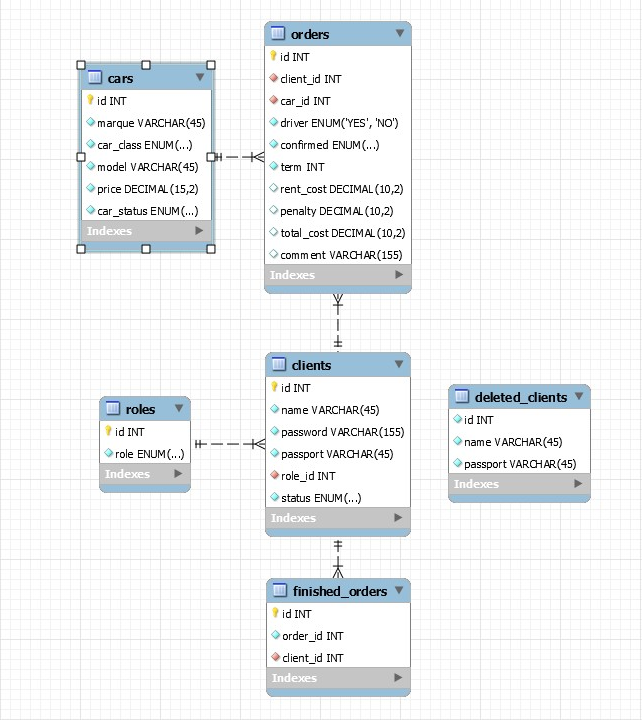 orders
id INT
client_id INT
car_id INT
driver ENUM('YES', 'NO')
confirmed ENUM(...)
term INT
rent_cost DECIMAL(10,2)
penalty DECIMAL(10,2)
total_cost DECIMAL(10,2)
comment VARCHAR(155)
Indexes
cars
id INT
marque VARCHAR(45)
car_class ENUM(...)
model VARCHAR(45)
price DECIMAL(15,2)
car_status ENUM(...)
Indexes
clients
id INT
name VARCHAR(45)
password VARCHAR(155)
passport VARCHAR(45)
role_id INT
status ENUM(...)
Indexes
roles
id INT
role ENUM(...)
Indexes
deleted_clients
id INT
name VARCHAR(45)
passport VARCHAR(45)
Indexes
finished_orders
id INT
order_id INT
client_id INT
Indexes